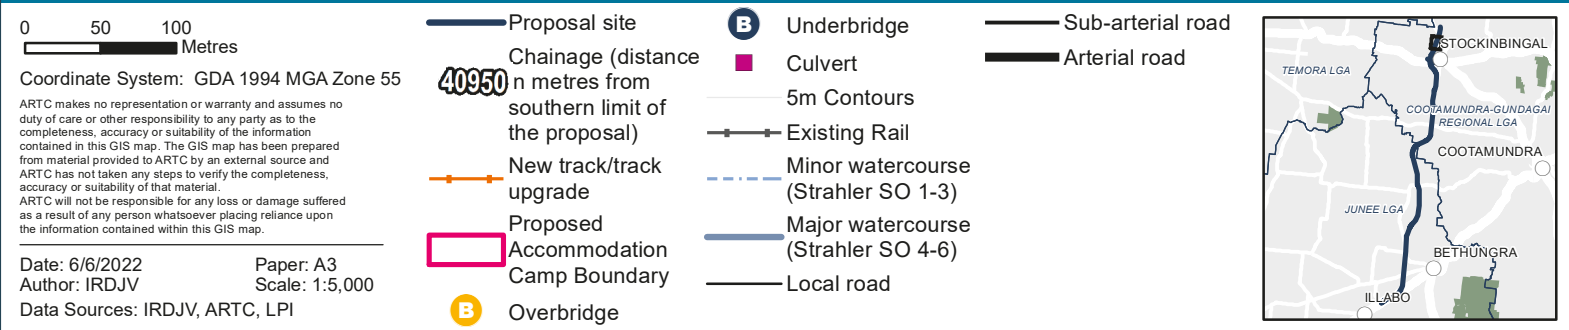 0 50 100
Metres
Coordinate System: GDA 1994 MGA Zone 55
ARTC makes no representation or warranty and assumes no
duty of care or other responsibility to any party as to the
completeness, accuracy or suitability of the information
contained in this GIS map. The GIS map has been prepared
from material provided to ARTC by an external source and
ARTC has not taken any steps to verify the completeness,
accuracy or suitability of that material.
ARTC will not be responsible for any loss or damage suffered
as a result of any person whatsoever placing reliance upon
the information contained within this GIS map.
Date: 6/6/2022 Paper: A3
Author: IRDJV Scale: 1:5,000
Data Sources: IRDJV, ARTC, LPI
Proposal site
40950
Chainage (distance
n metres from
southern limit of
the proposal)
New track/track
upgrade
Proposed
Accommodation
Camp Boundary
B Overbridge
B Underbridge
Culvert
5m Contours
Existing Rail
Minor watercourse
(Strahler SO 1-3)
Major watercourse
(Strahler SO 4-6)
Local road
Sub-arterial road
Arterial road
STOCKINBINGAL
TEMORA LGA
COOTAMUNDRA-GUNDAGAI
REGIONAL LGA
COOTAMUNDRA
JUNEE LGA
BETHUNGRA
ILLABO